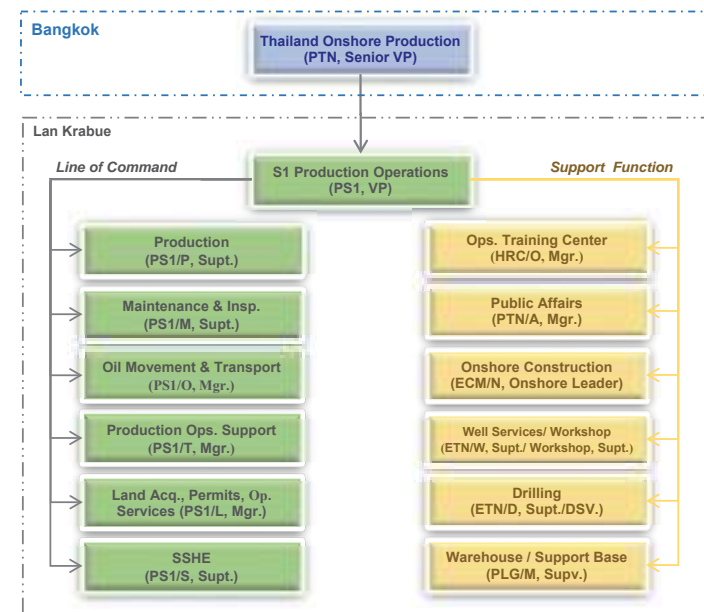 Bangkok
Thailand Onshore Production
(PTN, Senior VP)
Lan Krabue
Line of Command
S1 Production Operations
(PS1, VP)
Support Function
Production
(PS1/P, Supt.)
Maintenance & Insp.
(PS1/M, Supt.)
Oil Movement & Transport
(PS1/O, Mgr.)
Production Ops. Support
(PS1/T, Mgr.)
Land Acq., Permits, Op.
Services (PS1/L, Mgr.)
SSHE
(PS1/S, Supt.)
Ops. Training Center
(HRC/O, Mgr.)
Public Affairs
(PTN/A, Mgr.)
Onshore Construction
(ECM/N, Onshore Leader)
Well Services/ Workshop
(ETN/W, Supt./ Workshop, Supt.)
Drilling
(ETN/D, Supt./DSV.)
Warehouse / Support Base
(PLG/M, Supv.)